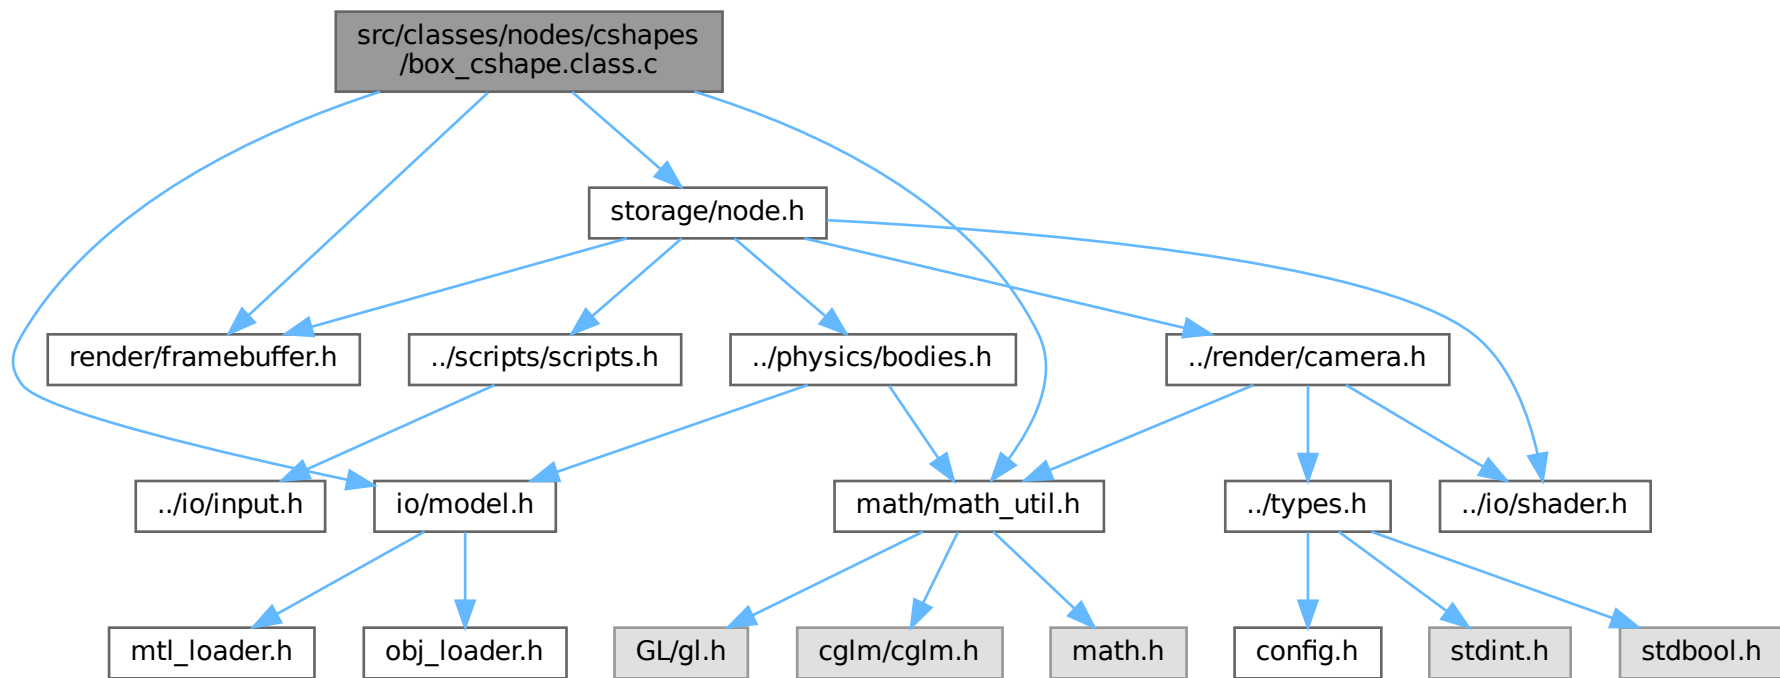 src/classes/nodes/cshapes
/box_cshape.class.c
storage/node.h
render/framebuffer.h
../scripts/scripts.h
../physics/bodies.h
../render/camera.h
../io/input.h
io/model.h
math/math_util.h
../types.h
../io/shader.h
mtl_loader.h
obj_loader.h
GL/gl.h
cglm/cglm.h
math.h
config.h
stdint.h
stdbool.h